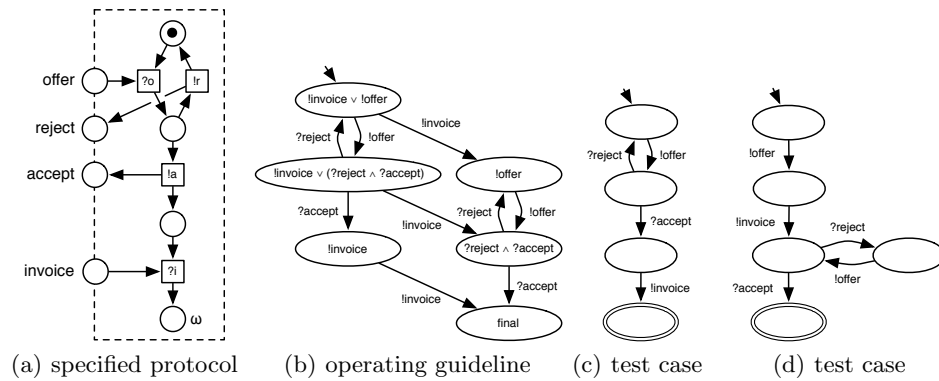 offer
?o
!r
reject
accept
!a
invoice
?i
ω
(a) specified protocol
!invoice ∨ !offer
?reject
!offer
!invoice
!invoice ∨ (?reject ∧ ?accept)
!offer
?accept
!invoice
?reject
!offer
!invoice
?reject ∧ ?accept
!invoice
?accept
final
(b) operating guideline
?reject
!offer
?accept
!invoice
(c) test case
!offer
!invoice
?reject
!offer
?accept
(d) test case